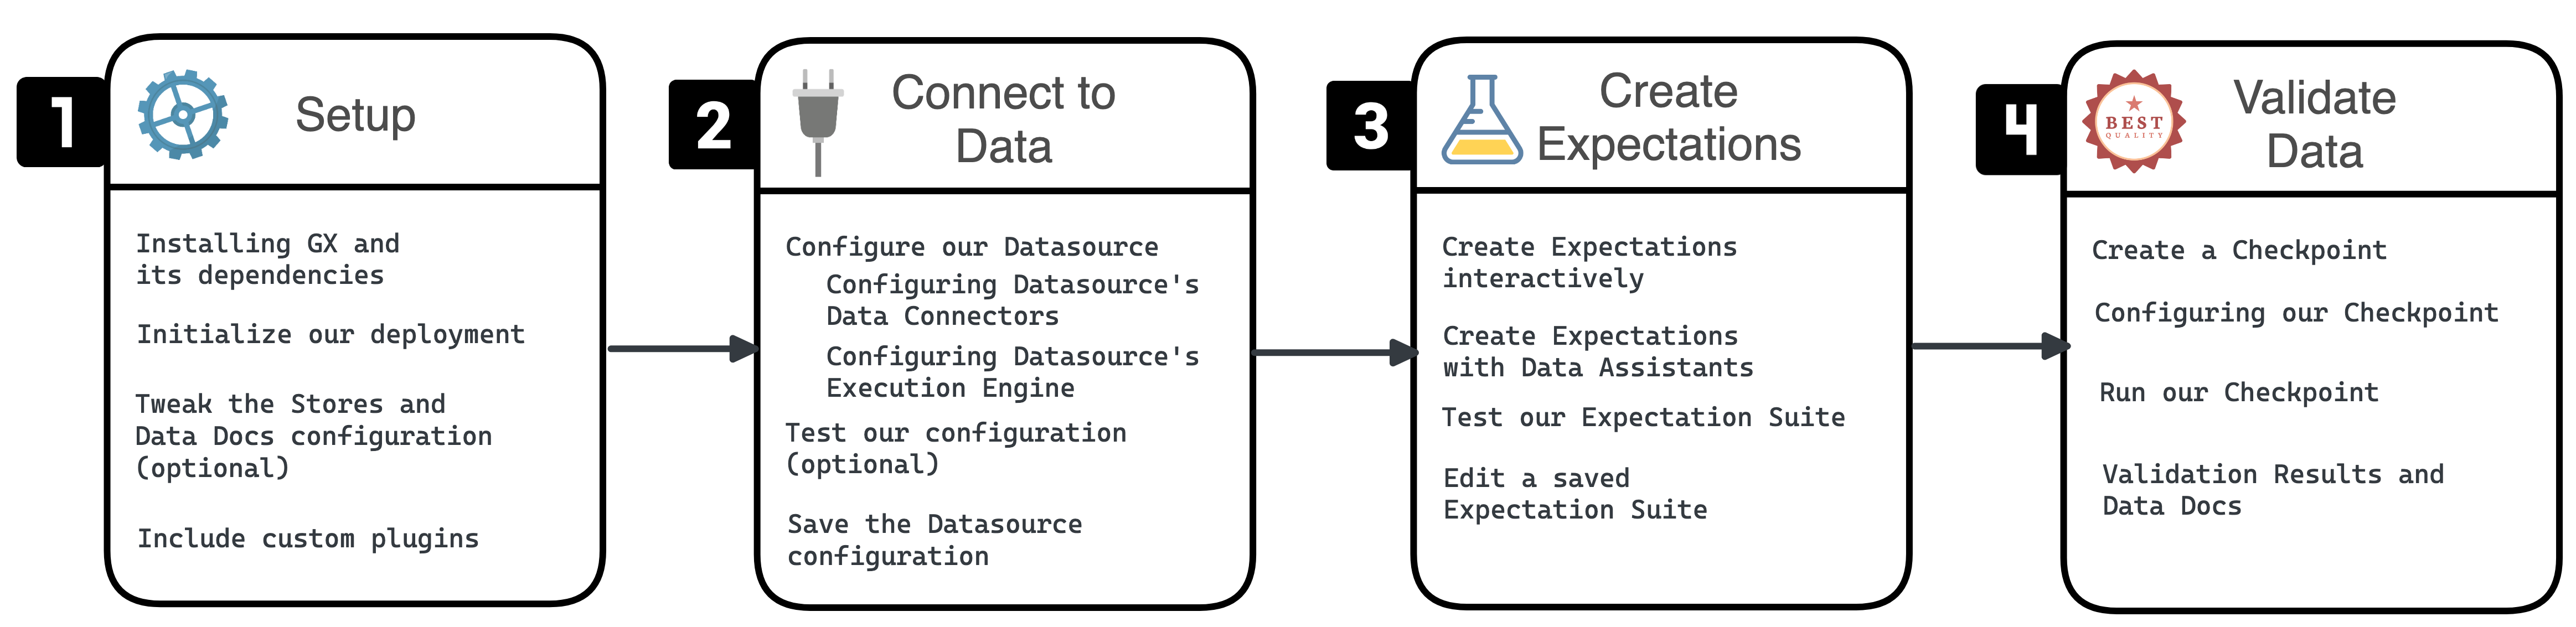 1
Setup
Installing GX and
its dependencies
Initialize our deployment
Tweak the Stores and
Data Docs configuration
(optional)
Include custom plugins
2
Connect to
Data
Configure our Datasource
Configuring Datasource's
Data Connectors
Configuring Datasource's
Execution Engine
Test our configuration
(optional)
Save the Datasource
configuration
3
Create
Expectations
Create Expectations
interactively
Create Expectations
with Data Assistants
Test our Expectation Suite
Edit a saved
Expectation Suite
4
BEST
QUALITY
Validate
Data
Create a Checkpoint
Configuring our Checkpoint
Run our Checkpoint
Validation Results and
Data Docs